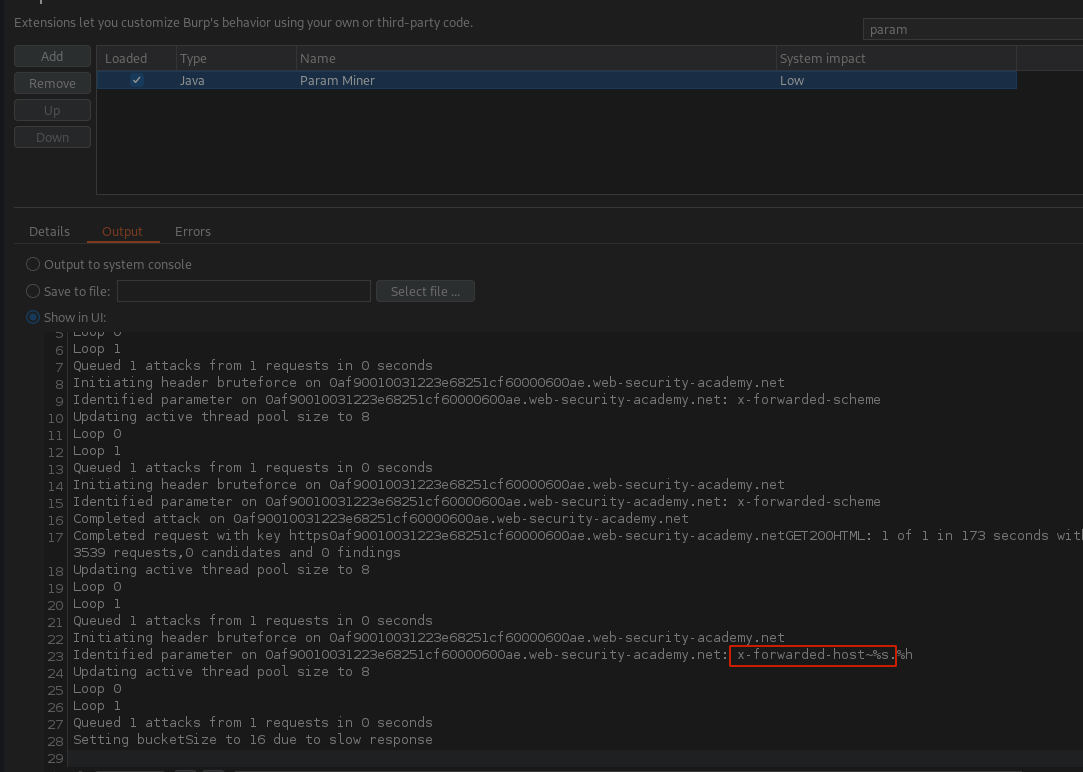 Extensions let you customize Burp's behavior using your own or third-party code.
param
Add
Loaded Type Name System impact
Remove
Java Param Miner Low
Up
Down
Details Output Errors
Output to system console
Save to file: Select file ...
Show in UI:
5 Loop 0
6 Loop 1
7 Queued 1 attacks from 1 requests in 0 seconds
8 Initiating header bruteforce on 0af90010031223e68251cf60000600ae.web-security-academy.net
9 Identified parameter on 0af90010031223e68251cf60000600ae.web-security-academy.net: x-forwarded-scheme
10 Updating active thread pool size to 8
11 Loop 0
12 Loop 1
13 Queued 1 attacks from 1 requests in 0 seconds
14 Initiating header bruteforce on 0af90010031223e68251cf60000600ae.web-security-academy.net
15 Identified parameter on 0af90010031223e68251cf60000600ae.web-security-academy.net: x-forwarded-scheme
16 Completed attack on 0af90010031223e68251cf60000600ae.web-security-academy.net
17 Completed request with key https0af90010031223e68251cf60000600ae.web-security-academy.netGET200HTML: 1 of 1 in 173 seconds with
3539 requests,0 candidates and 0 findings
18 Updating active thread pool size to 8
19 Loop 0
20 Loop 1
21 Queued 1 attacks from 1 requests in 0 seconds
22 Initiating header bruteforce on 0af90010031223e68251cf60000600ae.web-security-academy.net
23 Identified parameter on 0af90010031223e68251cf60000600ae.web-security-academy.net: x-forwarded-host~%s.%h
24 Updating active thread pool size to 8
25 Loop 0
26 Loop 1
27 Queued 1 attacks from 1 requests in 0 seconds
28 Setting bucketSize to 16 due to slow response
29